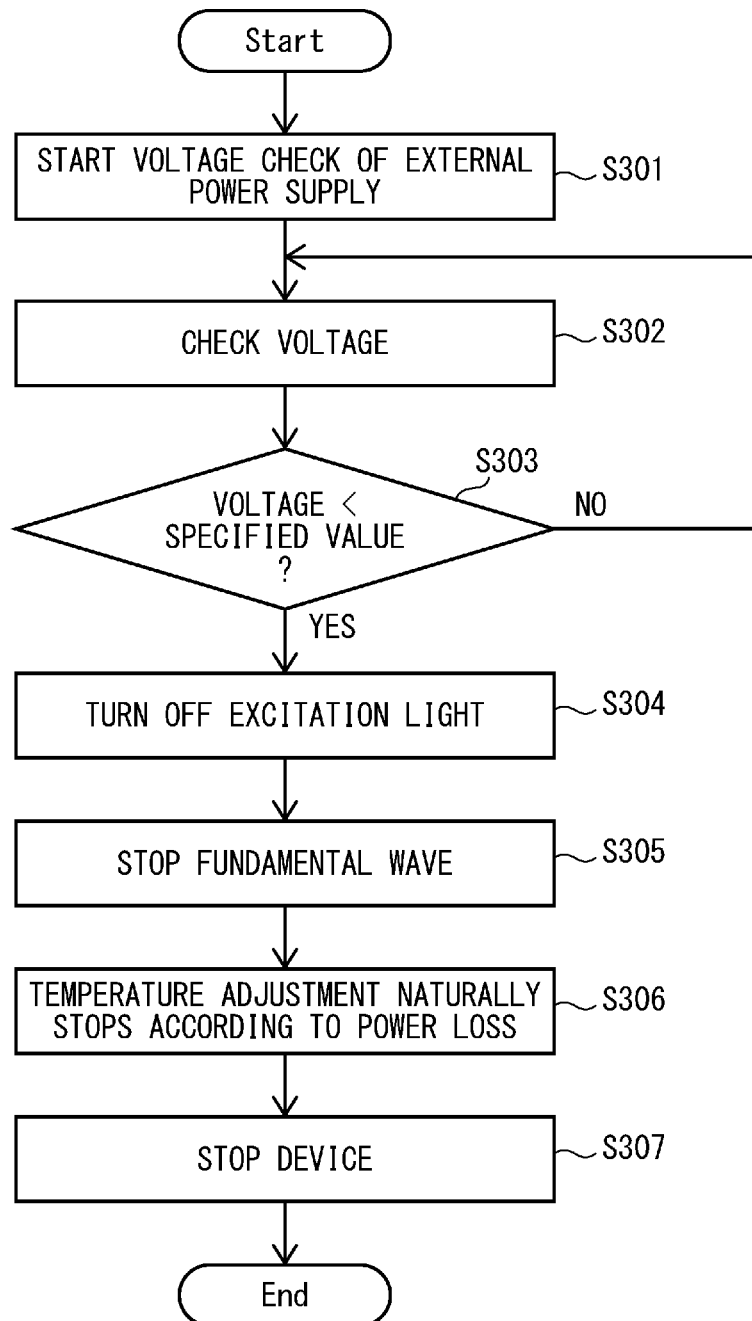 Start
START VOLTAGE CHECK OF EXTERNAL
POWER SUPPLY
S301
CHECK VOLTAGE
S302
S303
VOLTAGE <
SPECIFIED VALUE
?
NO
YES
TURN OFF EXCITATION LIGHT
S304
STOP FUNDAMENTAL WAVE
S305
TEMPERATURE ADJUSTMENT NATURALLY
STOPS ACCORDING TO POWER LOSS
S306
STOP DEVICE
S307
End